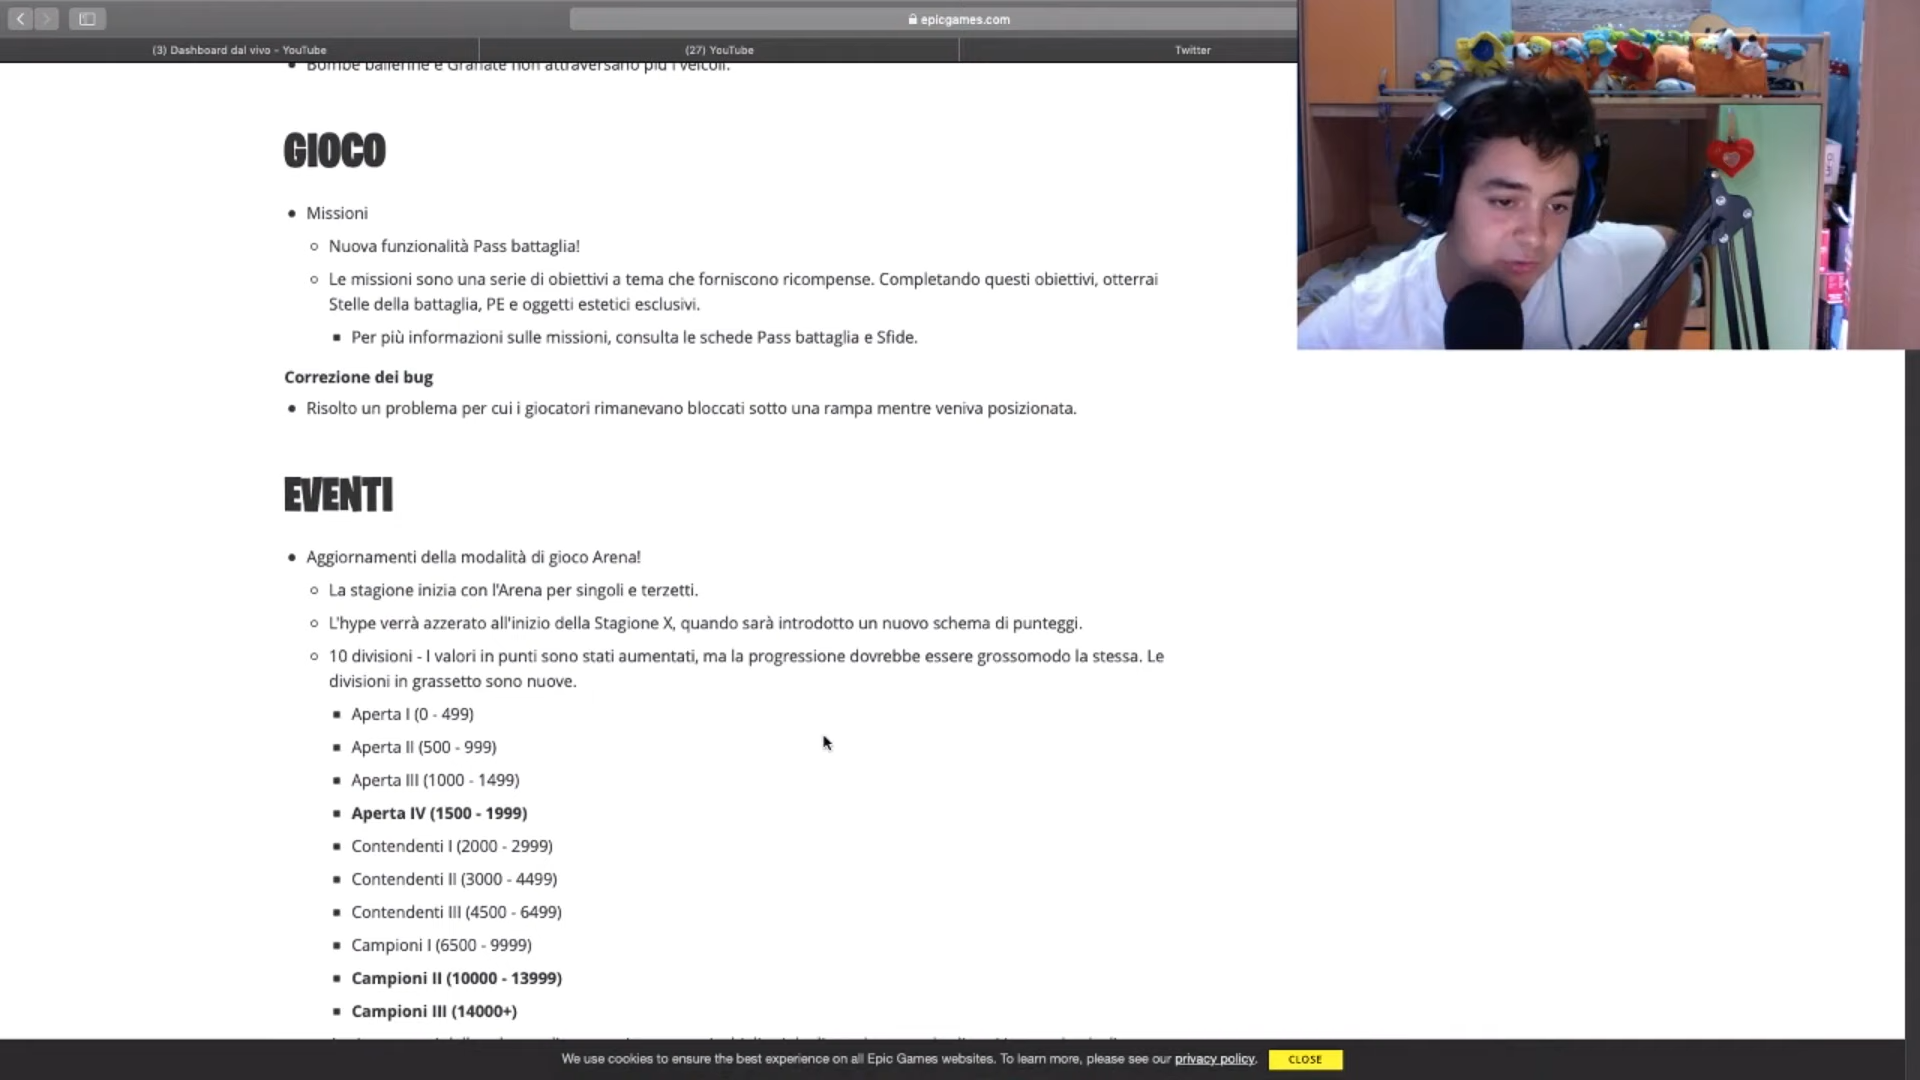 epicgames.com
(3) Dashboard dal vivo - YouTube
(27) YouTube
Twitter
Bombe ballerine e Granate non attraversano più i veicoli.
GIOCO
Missioni
Nuova funzionalità Pass battaglia!
Le missioni sono una serie di obiettivi a tema che forniscono ricompense. Completando questi obiettivi, otterrai
Stelle della battaglia, PE e oggetti estetici esclusivi.
Per più informazioni sulle missioni, consulta le schede Pass battaglia e Sfide.
Correzione dei bug
Risolto un problema per cui i giocatori rimanevano bloccati sotto una rampa mentre veniva posizionata.
EVENTI
Aggiornamenti della modalità di gioco Arena!
La stagione inizia con l'Arena per singoli e terzetti.
L'hype verrà azzerato all'inizio della Stagione X, quando sarà introdotto un nuovo schema di punteggi.
10 divisioni - I valori in punti sono stati aumentati, ma la progressione dovrebbe essere grossomodo la stessa. Le
divisioni in grassetto sono nuove.
Aperta I (0 - 499)
Aperta II (500 - 999)
Aperta III (1000 - 1499)
Aperta IV (1500 - 1999)
Contendenti I (2000 - 2999)
Contendenti II (3000 - 4499)
Contendenti III (4500 - 6499)
Campioni I (6500 - 9999)
Campioni II (10000 - 13999)
Campioni III (14000+)
We use cookies to ensure the best experience on all Epic Games websites. To learn more, please see our privacy policy.
CLOSE